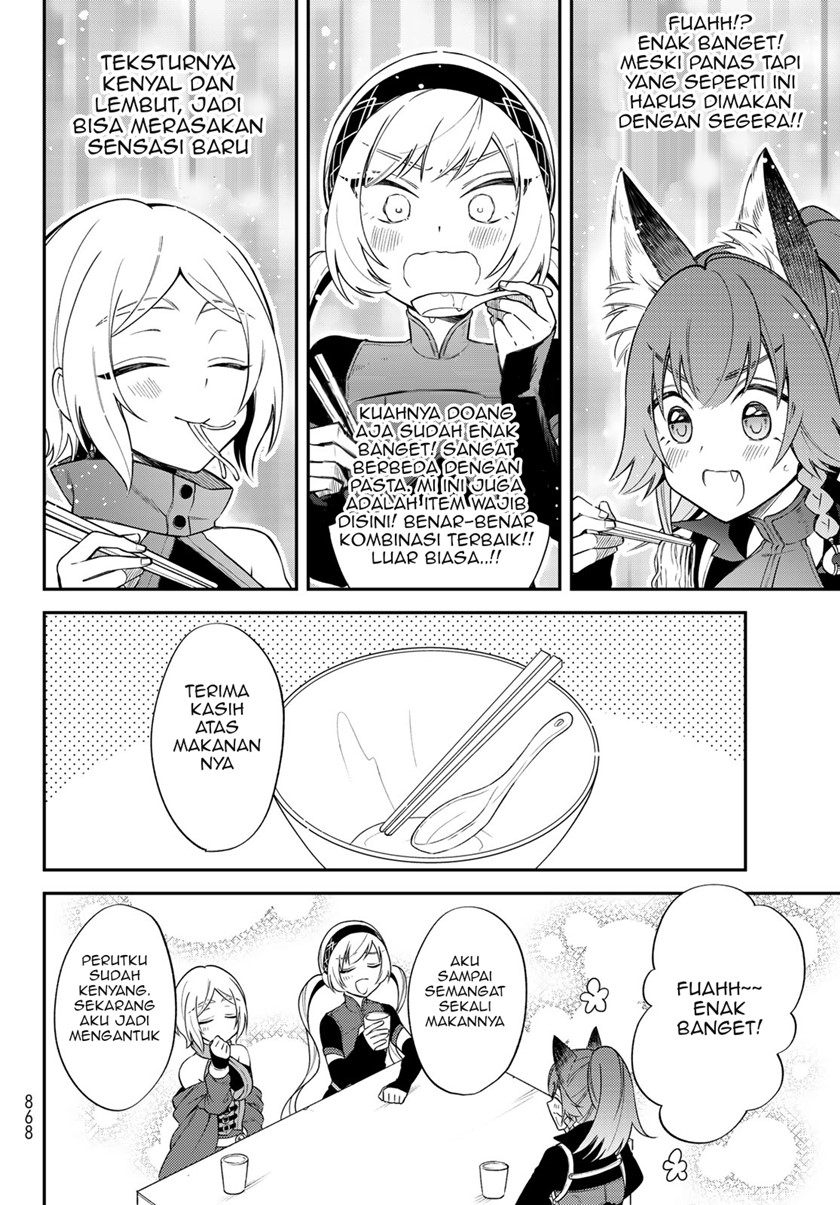 FUAHH!?
ENAK BANGET!
MESKI PANAS TAPI
YANG SEPERTI INI
HARUS DIMAKAN
DENGAN SEGERA!!
KUAHNYA DOANG
AJA SUDAH ENAK
BANGET! SANGAT
BERBEDA DENGAN
PASTA. MI INI JUGA
ADALAH ITEM WAJIB
DISINI! BENAR-BENAR
KOMBINASI TERBAIK!!
LUAR BIASA..!!
TEKSTURNYA
KENYAL DAN
LEMBUT, JADI
BISA MERASAKAN
SENSASI BARU
TERIMA
KASIH
ATAS
MAKANAN
NYA
FUAHH~~
ENAK
BANGET!
AKU
SAMPAI
SEMANGAT
SEKALI
MAKANNYA
PERUTKU
SUDAH
KENYANG.
SEKARANG
AKU JADI
MENGANTUK
868